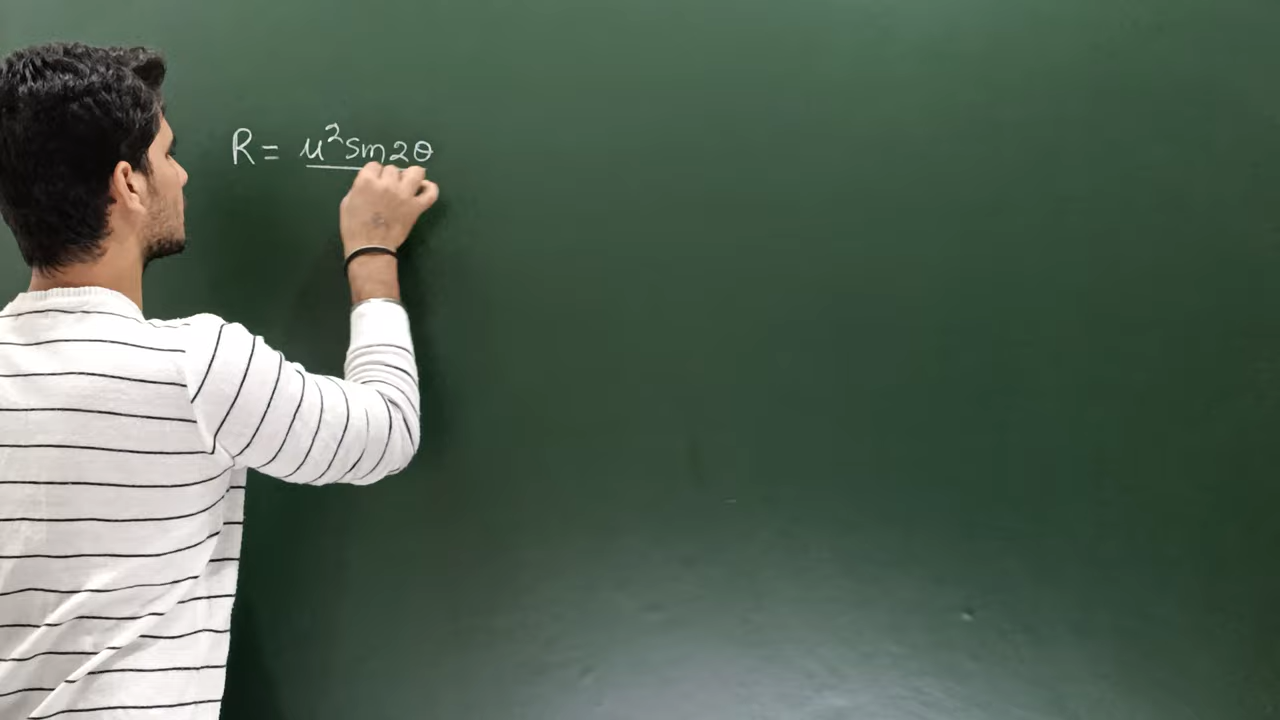 R = u²sin2θ